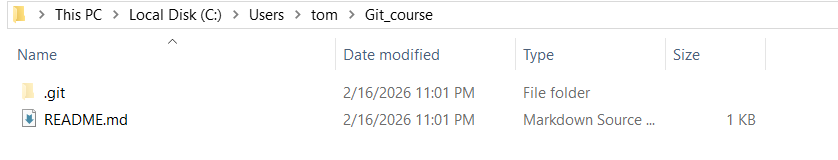 This PC > Local Disk (C:) > Users > tom > Git_course
Name Date modified Type Size
.git 2/16/2026 11:01 PM File folder
README.md 2/16/2026 11:01 PM Markdown Source ... 1 KB